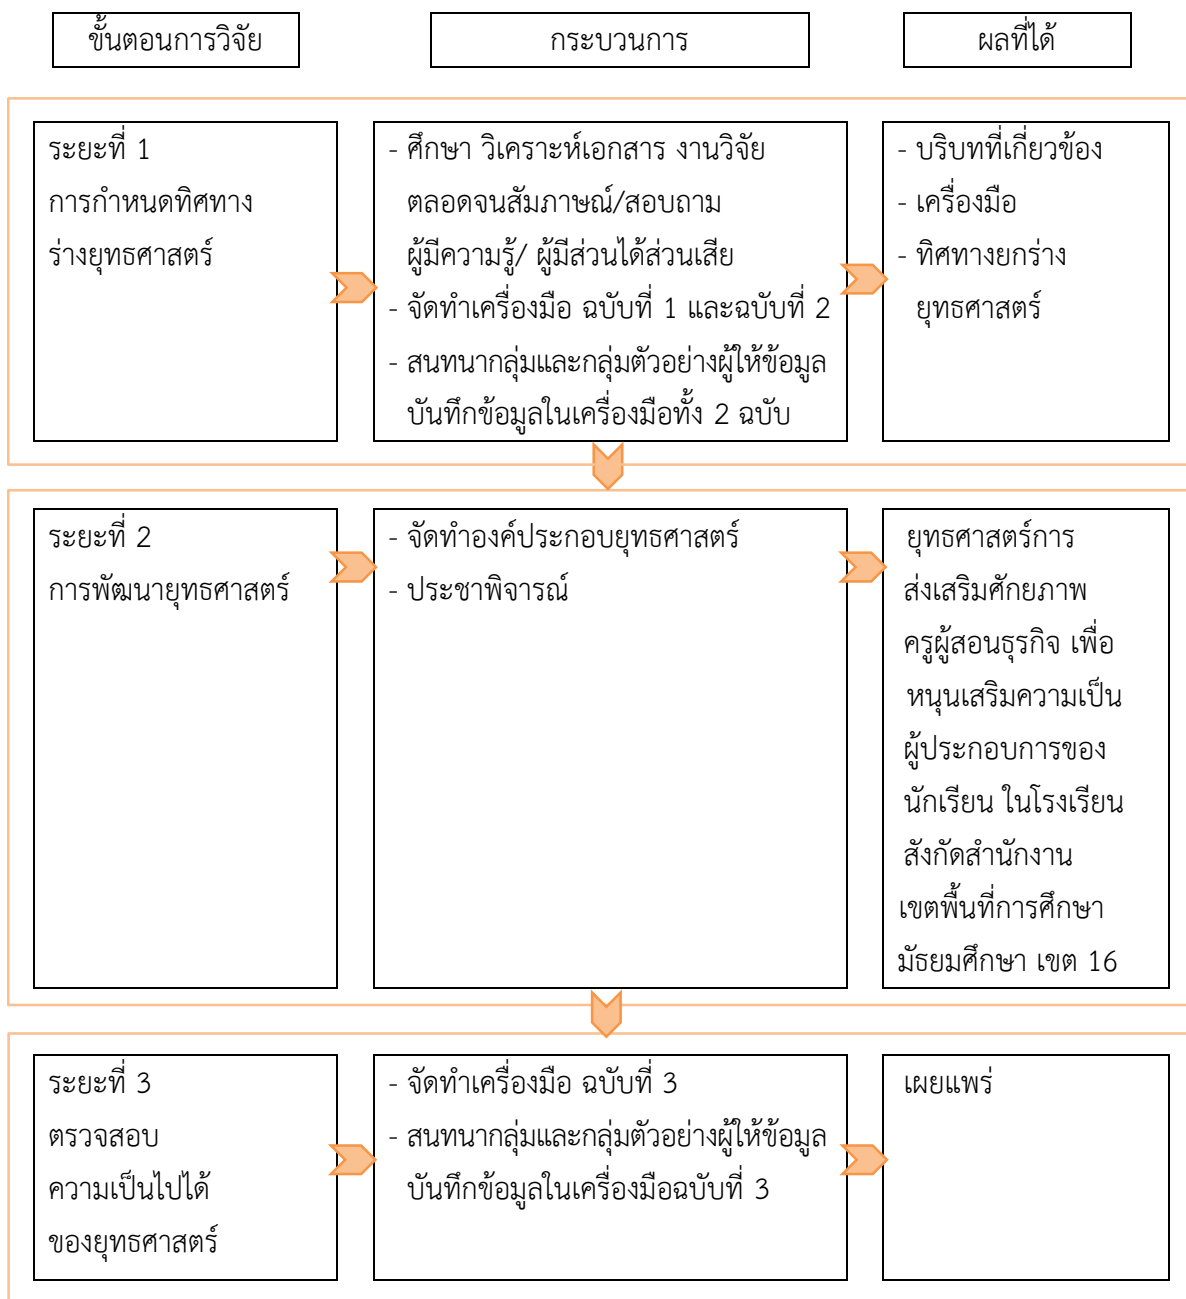 ขั้นตอนการวิจัย
กระบวนการ
ผลที่ได้
ระยะที่ 1
การกำหนดทิศทาง
ร่างยุทธศาสตร์
- ศึกษา วิเคราะห์เอกสาร งานวิจัย
ตลอดจนสัมภาษณ์/สอบถาม
ผู้มีความรู้/ ผู้มีส่วนได้ส่วนเสีย
- จัดทำเครื่องมือ ฉบับที่ 1 และฉบับที่ 2
- สนทนากลุ่มและกลุ่มตัวอย่างผู้ให้ข้อมูล
บันทึกข้อมูลในเครื่องมือทั้ง 2 ฉบับ
- บริบทที่เกี่ยวข้อง
- เครื่องมือ
- ทิศทางยกร่าง
ยุทธศาสตร์
ระยะที่ 2
การพัฒนายุทธศาสตร์
- จัดทำองค์ประกอบยุทธศาสตร์
- ประชาพิจารณ์
ยุทธศาสตร์การ
ส่งเสริมศักยภาพ
ครูผู้สอนธุรกิจ เพื่อ
หนุนเสริมความเป็น
ผู้ประกอบการของ
นักเรียน ในโรงเรียน
สังกัดสำนักงาน
เขตพื้นที่การศึกษา
มัธยมศึกษา เขต 16
ระยะที่ 3
ตรวจสอบ
ความเป็นไปได้
ของยุทธศาสตร์
- จัดทำเครื่องมือ ฉบับที่ 3
- สนทนากลุ่มและกลุ่มตัวอย่างผู้ให้ข้อมูล
บันทึกข้อมูลในเครื่องมือฉบับที่ 3
เผยแพร่